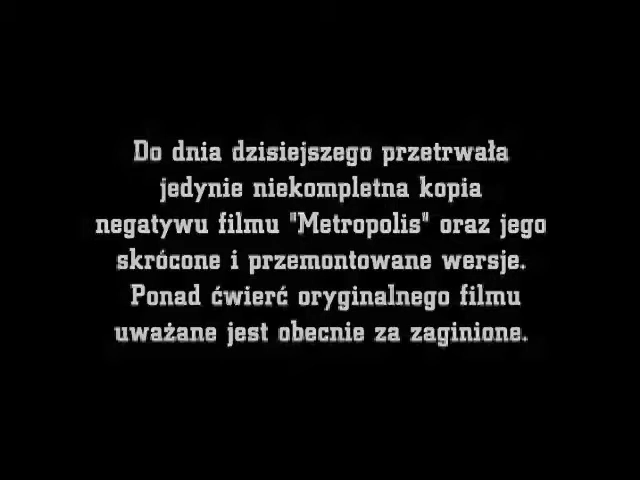 Do dnia dzisiejszego przetrwała
jedynie niekompletna kopia
negatywu filmu "Metropolis" oraz jego
skrócone i przemontowane wersje.
Ponad ćwierć oryginalnego filmu
uważane jest obecnie za zaginione.